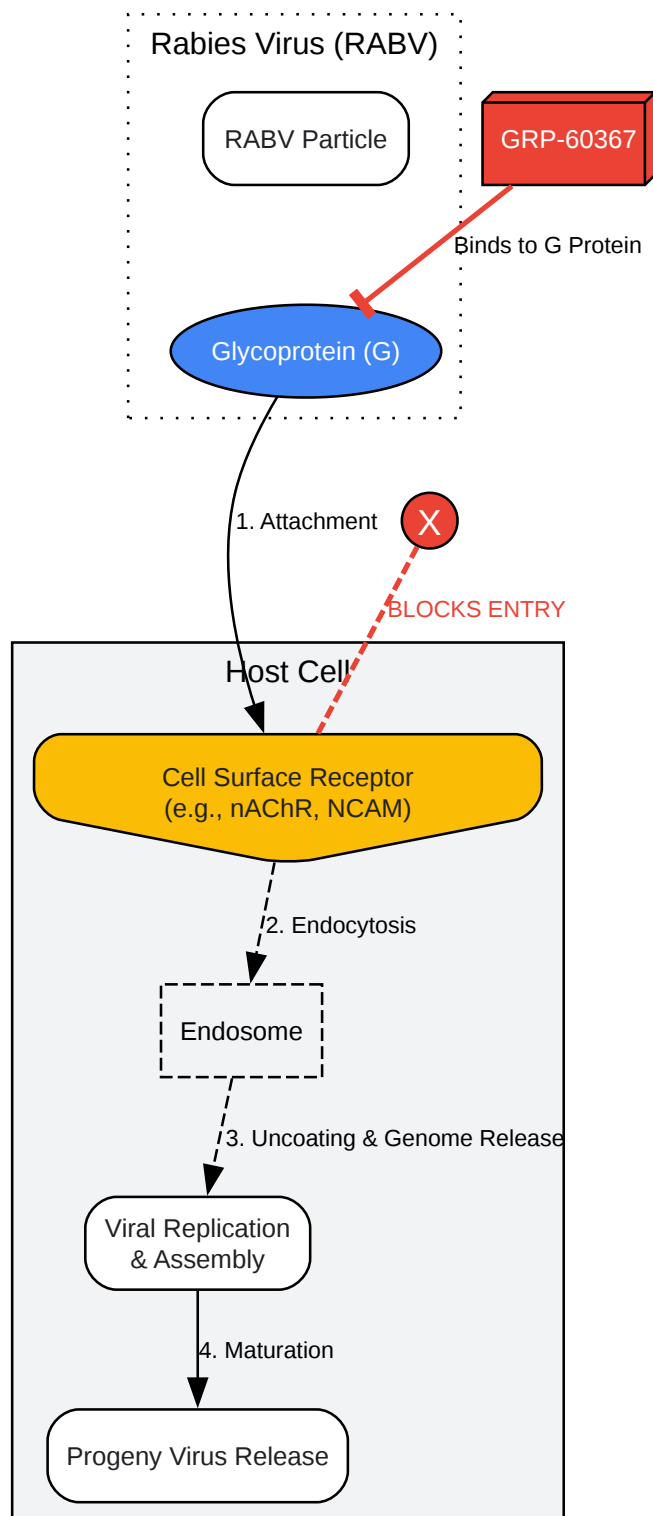 Rabies Virus (RABV)
RABV Particle
GRP-60367
Binds to G Protein
Glycoprotein (G)
1. Attachment
X
BLOCKS ENTRY
Host Cell
Cell Surface Receptor
(e.g., nAChR, NCAM)
2. Endocytosis
Endosome
3. Uncoating & Genome Release
Viral Replication
& Assembly
4. Maturation
Progeny Virus Release